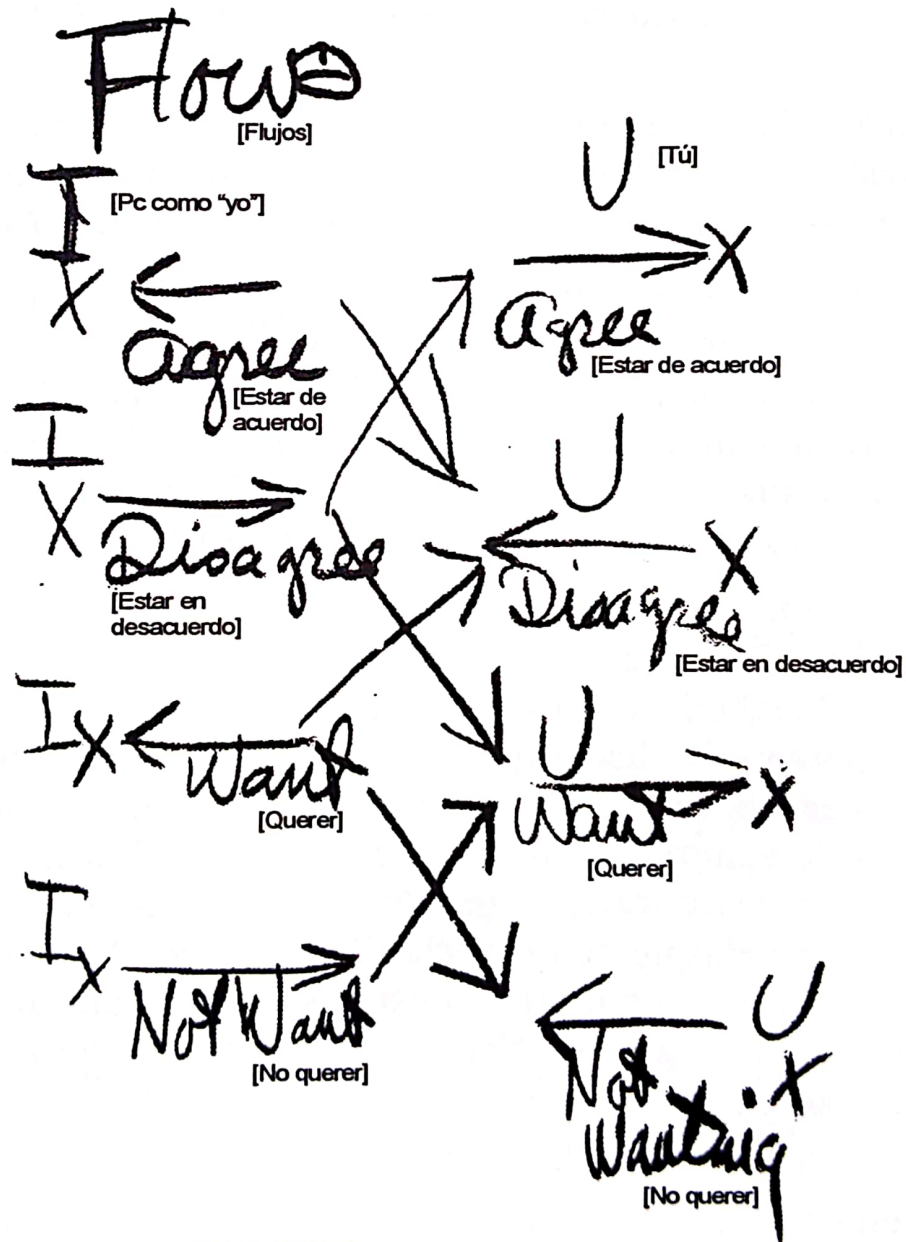 Flows
[Flujos]
U [Tú]
I [Pc como “yo”]
X X
Agree
[Estar de
acuerdo]
Agree
[Estar de acuerdo]
I
X
Disagree
[Estar en
desacuerdo]
U
X
Disagree
[Estar en desacuerdo]
I X
Want
[Querer]
U
X
Want
[Querer]
I X
Not Want
[No querer]
U
X
Not
Wanting
[No querer]